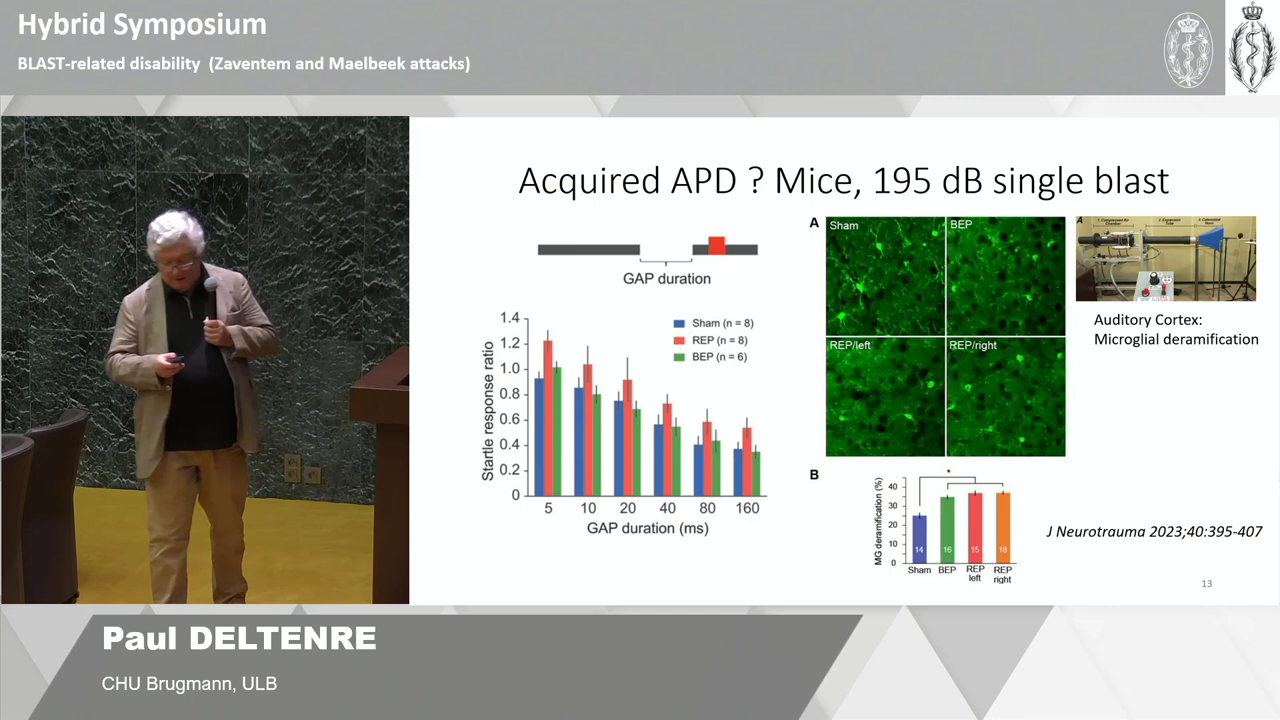 Hybrid Symposium
BLAST-related disability (Zaventem and Maelbeek attacks)
Acquired APD ? Mice, 195 dB single blast
GAP duration
1.4
1.2
1.0
0.8
0.6
0.4
0.2
0
Startle response ratio
Sham (n = 8)
REP (n = 8)
BEP (n = 6)
5 10 20 40 80 160
GAP duration (ms)
A
Sham
BEP
REP/left
REP/right
A
Auditory Cortex:
Microglial deramification
B
MG deramification (%)
40
30
20
10
0
*
14 16 15 18
Sham BEP REP left REP right
J Neurotrauma 2023;40:395-407
13
Paul DELTENRE
CHU Brugmann, ULB